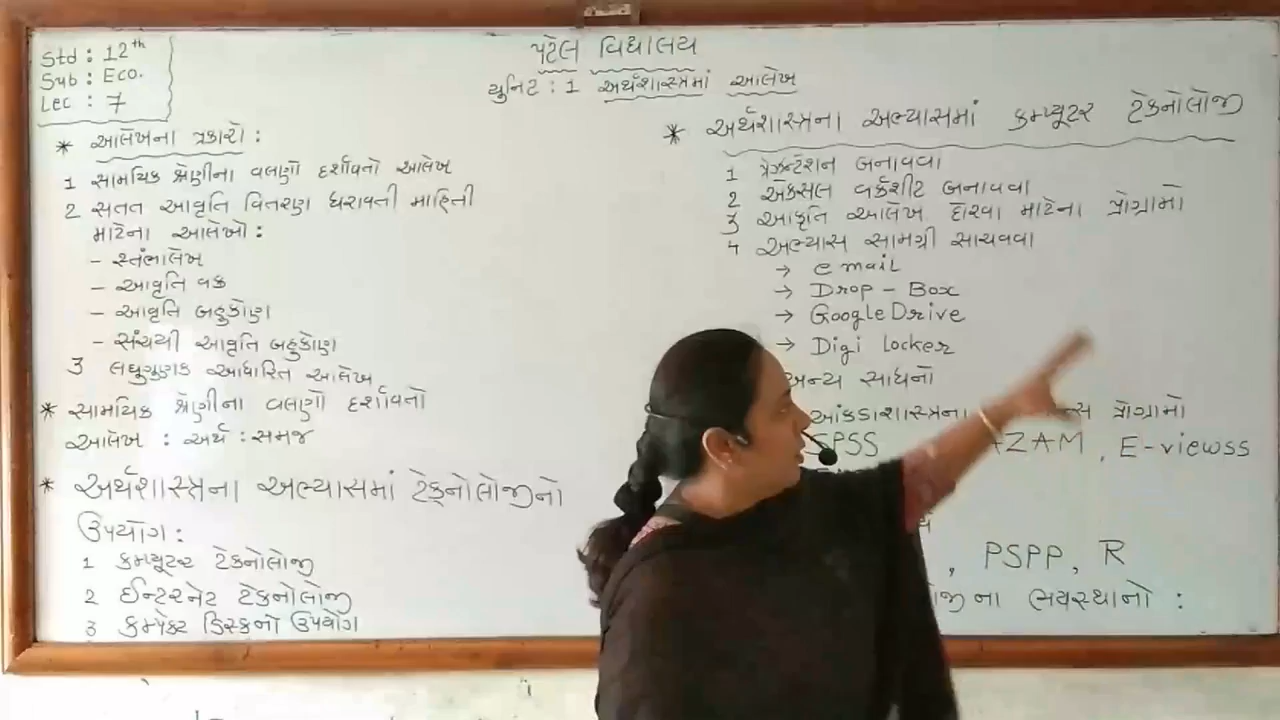 Std : 12th
Sub : Eco.
Lec : 7
પટેલ વિદ્યાલય
યુનિટ : 1 અર્થશાસ્ત્રમાં આલેખ
* આલેખના પ્રકારો :
1 સામયિક શ્રેણીના વલણો દર્શાવતો આલેખ
2 સતત આવૃતિ વિતરણ ધરાવતી માહિતી
માટેના આલેખો :
- સ્તંભાલેખ
- આવૃતિ વક્ર
- આવૃતિ બહુકોણ
- સંચયી આવૃતિ બહુકોણ
3 લઘુગુણક આધારિત આલેખ
* સામયિક શ્રેણીના વલણો દર્શાવતો
આલેખ : અર્થ : સમજ
* અર્થશાસ્ત્રના અભ્યાસમાં ટેકનોલોજીનો
ઉપયોગ :
1 કમ્પ્યૂટર ટેકનોલોજી
2 ઈન્ટરનેટ ટેકનોલોજી
3 કમ્પેક્ટ ડિસ્કનો ઉપયોગ
* અર્થશાસ્ત્રના અભ્યાસમાં કમ્પ્યૂટર ટેકનોલોજી
1 પ્રેઝન્ટેશન બનાવવા
2 એકસલ વર્કશીટ બનાવવા
3 આકૃતિ આલેખ દોરવા માટેના પ્રોગ્રામો
4 અભ્યાસ સામગ્રી સાચવવા
→ e mail
→ Drop - Box
→ Google Drive
→ Digi Locker
અન્ય સાધનો
આંકડાશાસ્ત્રના પ્રોગ્રામો
SPSS AZAM , E-viewss
, PSPP, R
ના વ્યવસ્થાનો :